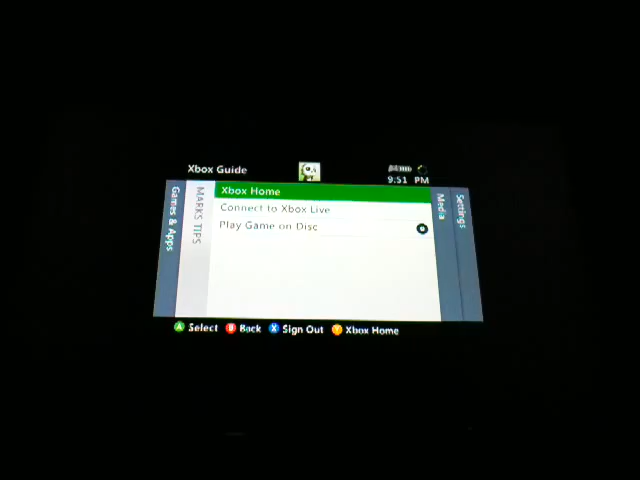 Xbox Guide
9:51 PM
Games & Apps
MARKS TIPS
Xbox Home
Connect to Xbox Live
Play Game on Disc
Media
Settings
A Select B Back X Sign Out Y Xbox Home